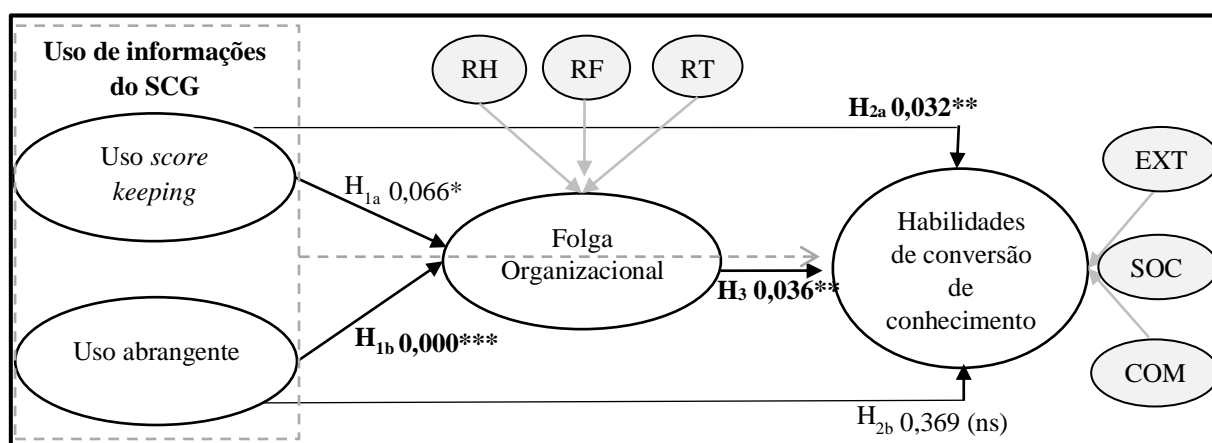 Uso de informações
do SCG
RH
RF
RT
H2a 0,032**
Uso score
keeping
H1a 0,066*
EXT
Folga
Organizacional
Habilidades
de conversão
de
conhecimento
SOC
H3 0,036**
Uso abrangente
H1b 0,000***
COM
H2b 0,369 (ns)